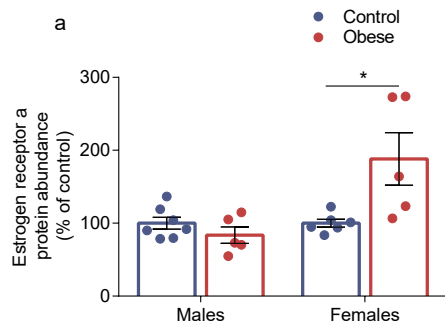 a
Control
Obese
*
Estrogen receptor a
protein abundance
(% of control)
300
200
100
0
Males
Females